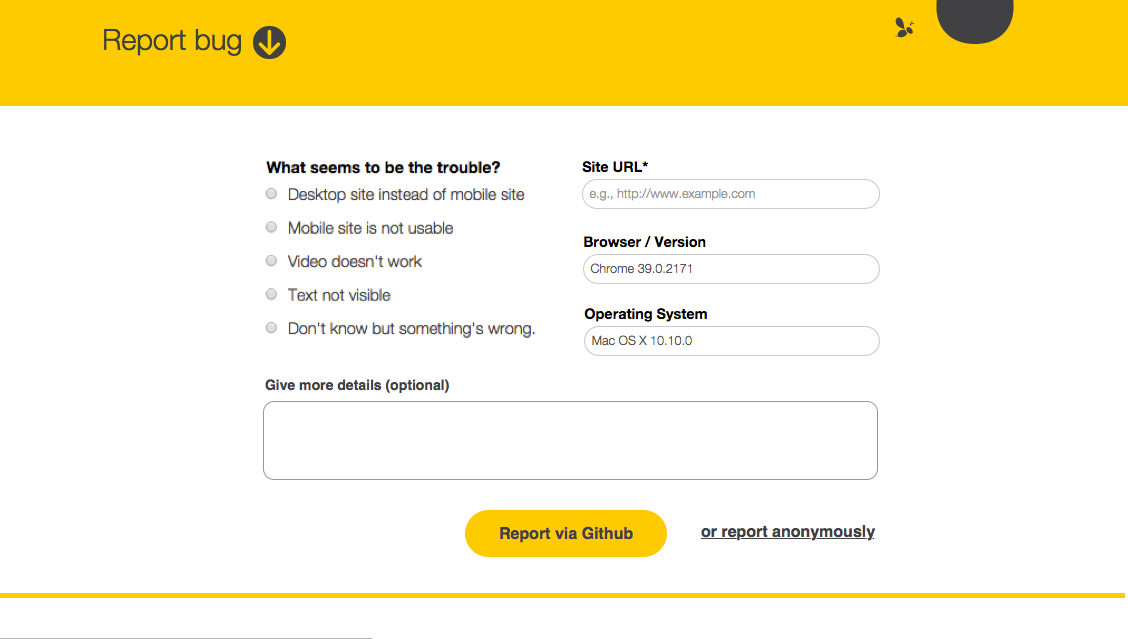 Report bug
What seems to be the trouble?
Desktop site instead of mobile site
Mobile site is not usable
Video doesn't work
Text not visible
Don't know but something's wrong.
Site URL*
e.g., http://www.example.com
Browser / Version
Chrome 39.0.2171
Operating System
Mac OS X 10.10.0
Give more details (optional)
Report via Github
or report anonymously